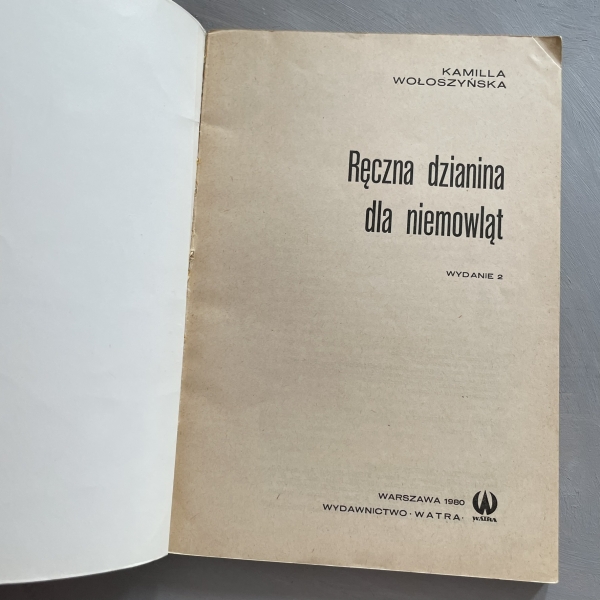 KAMILLA
WOŁOSZYŃSKA
Ręczna dzianina
dla niemowląt
WYDANIE 2
WARSZAWA 1980
WYDAWNICTWO · WATRA ·
WATRA